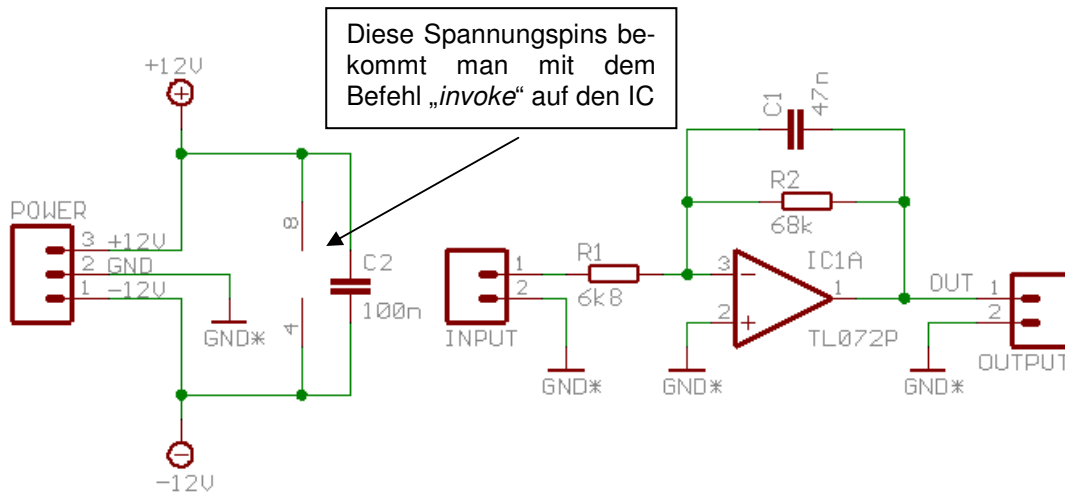 Diese Spannungspins be-
kommt man mit dem
Befehl „invoke“ auf den IC
+12V
POWER
3 +12V
2 GND
1 -12V
GND*
8
4
C2
100n
-12V
INPUT
1
2
R1
6k8
GND*
C1
47n
R2
68k
IC1A
3
2
1
TL072P
GND*
OUT
1
2
GND*
OUTPUT